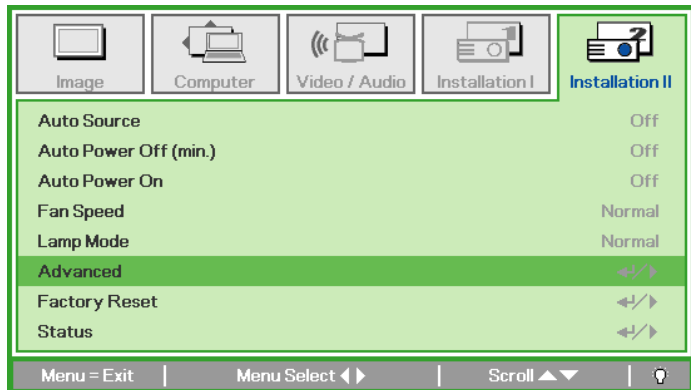 Image Computer Video / Audio Installation I Installation II
Auto Source Off
Auto Power Off (min.) Off
Auto Power On Off
Fan Speed Normal
Lamp Mode Normal
Advanced ↵/▶
Factory Reset ↵/▶
Status ↵/▶
Menu = Exit Menu Select ◀▶ Scroll ▲▼